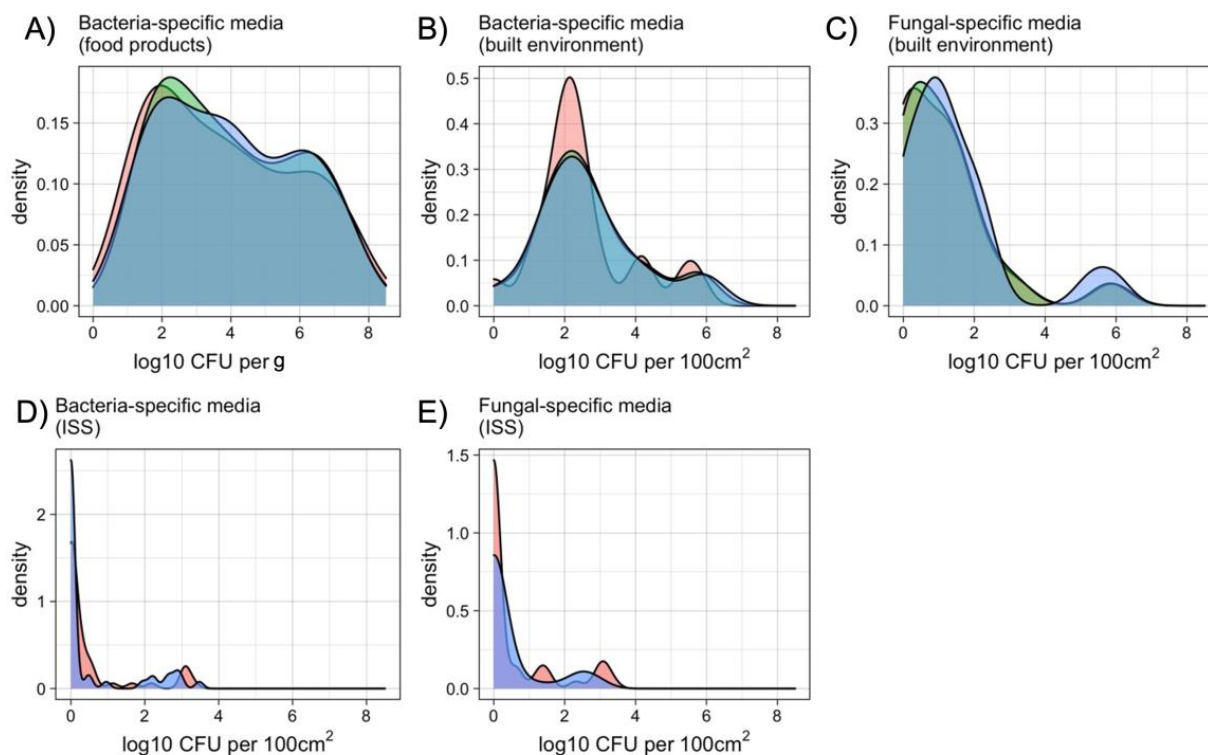 A) Bacteria-specific media
(food products)
density
0.15
0.10
0.05
0.00
0 2 4 6 8
log10 CFU per g
B) Bacteria-specific media
(built environment)
density
0.5
0.4
0.3
0.2
0.1
0.0
0 2 4 6 8
log10 CFU per 100cm²
C) Fungal-specific media
(built environment)
density
0.3
0.2
0.1
0.0
0 2 4 6 8
log10 CFU per 100cm²
D) Bacteria-specific media
(ISS)
density
2
1
0
0 2 4 6 8
log10 CFU per 100cm²
E) Fungal-specific media
(ISS)
density
1.5
1.0
0.5
0.0
0 2 4 6 8
log10 CFU per 100cm²